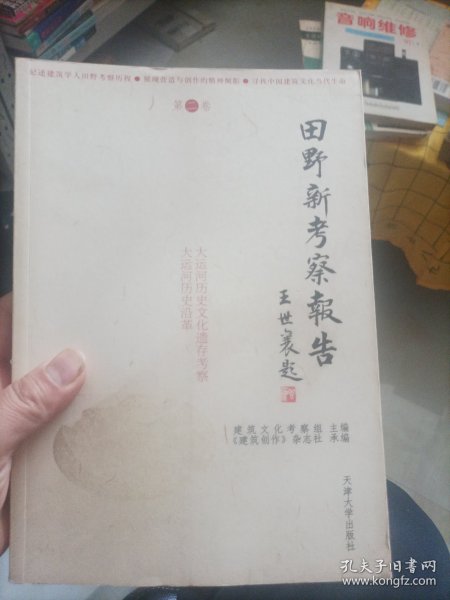 记述建筑学人田野考察历程 ● 展现营造与创作的精神倾听 ● 寻找中国建筑文化当代生命
第二卷
田野新考察報告
王世襄题
大运河历史文化遗存考察
大运河历史沿革
建筑文化考察组 主编
《建筑创作》杂志社 承编
天津大学出版社
音响维修
孔夫子旧书网
www.kongfz.com